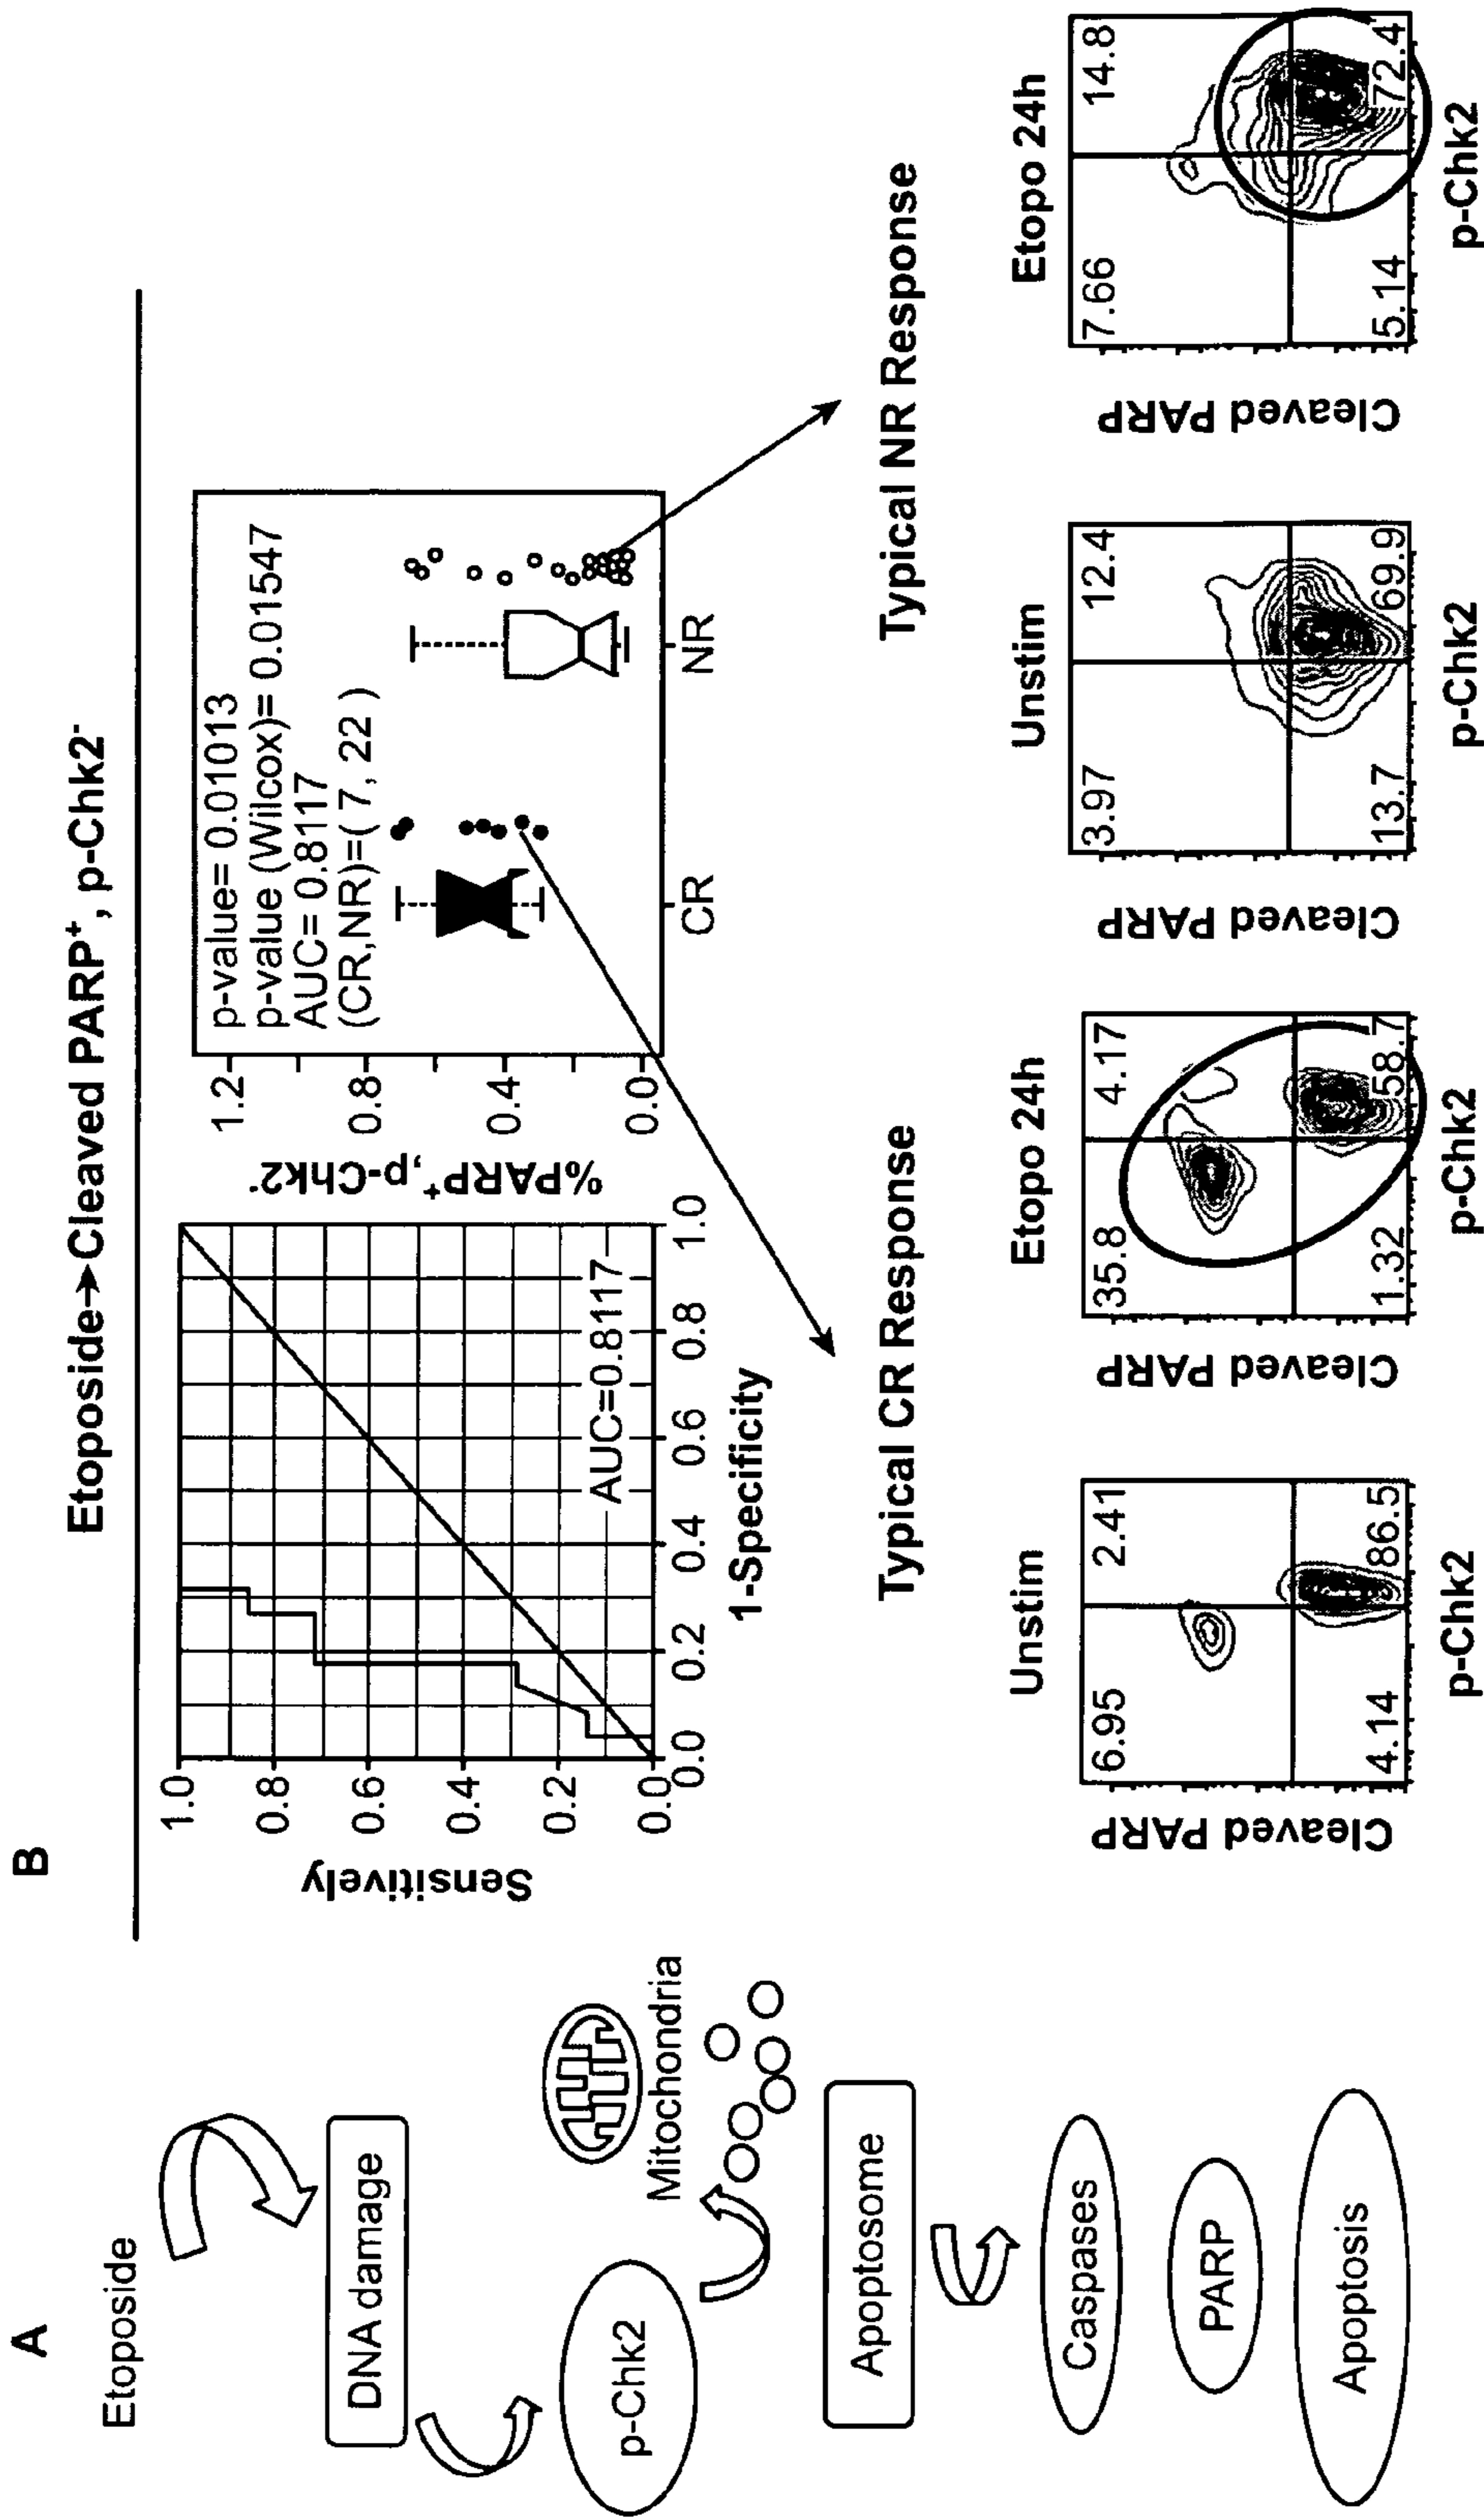 A
Etoposide
DNA damage
p-Chk2
Mitochondria
Apoptosome
Caspases
PARP
Apoptosis
B
Etoposide→Cleaved PARP+, p-Chk2-
Sensitively
1.0
0.8
0.6
0.4
0.2
0.0
0.0 0.2 0.4 0.6 0.8 1.0
AUC=0.8117
1-Specificity
%PARP+, p-Chk2-
1.2
0.8
0.4
0.0
p-value= 0.01013
p-value (Wilcox)= 0.01547
AUC= 0.8117
(CR,NR)=( 7, 22 )
CR NR
Typical CR Response
Unstim
Cleaved PARP
6.95 2.41
4.14 86.5
p-Chk2
Etopo 24h
Cleaved PARP
35.8 4.17
1.32 58.7
p-Chk2
Typical NR Response
Unstim
Cleaved PARP
3.97 12.4
13.7 69.9
p-Chk2
Etopo 24h
Cleaved PARP
7.66 14.8
5.14 72.4
p-Chk2